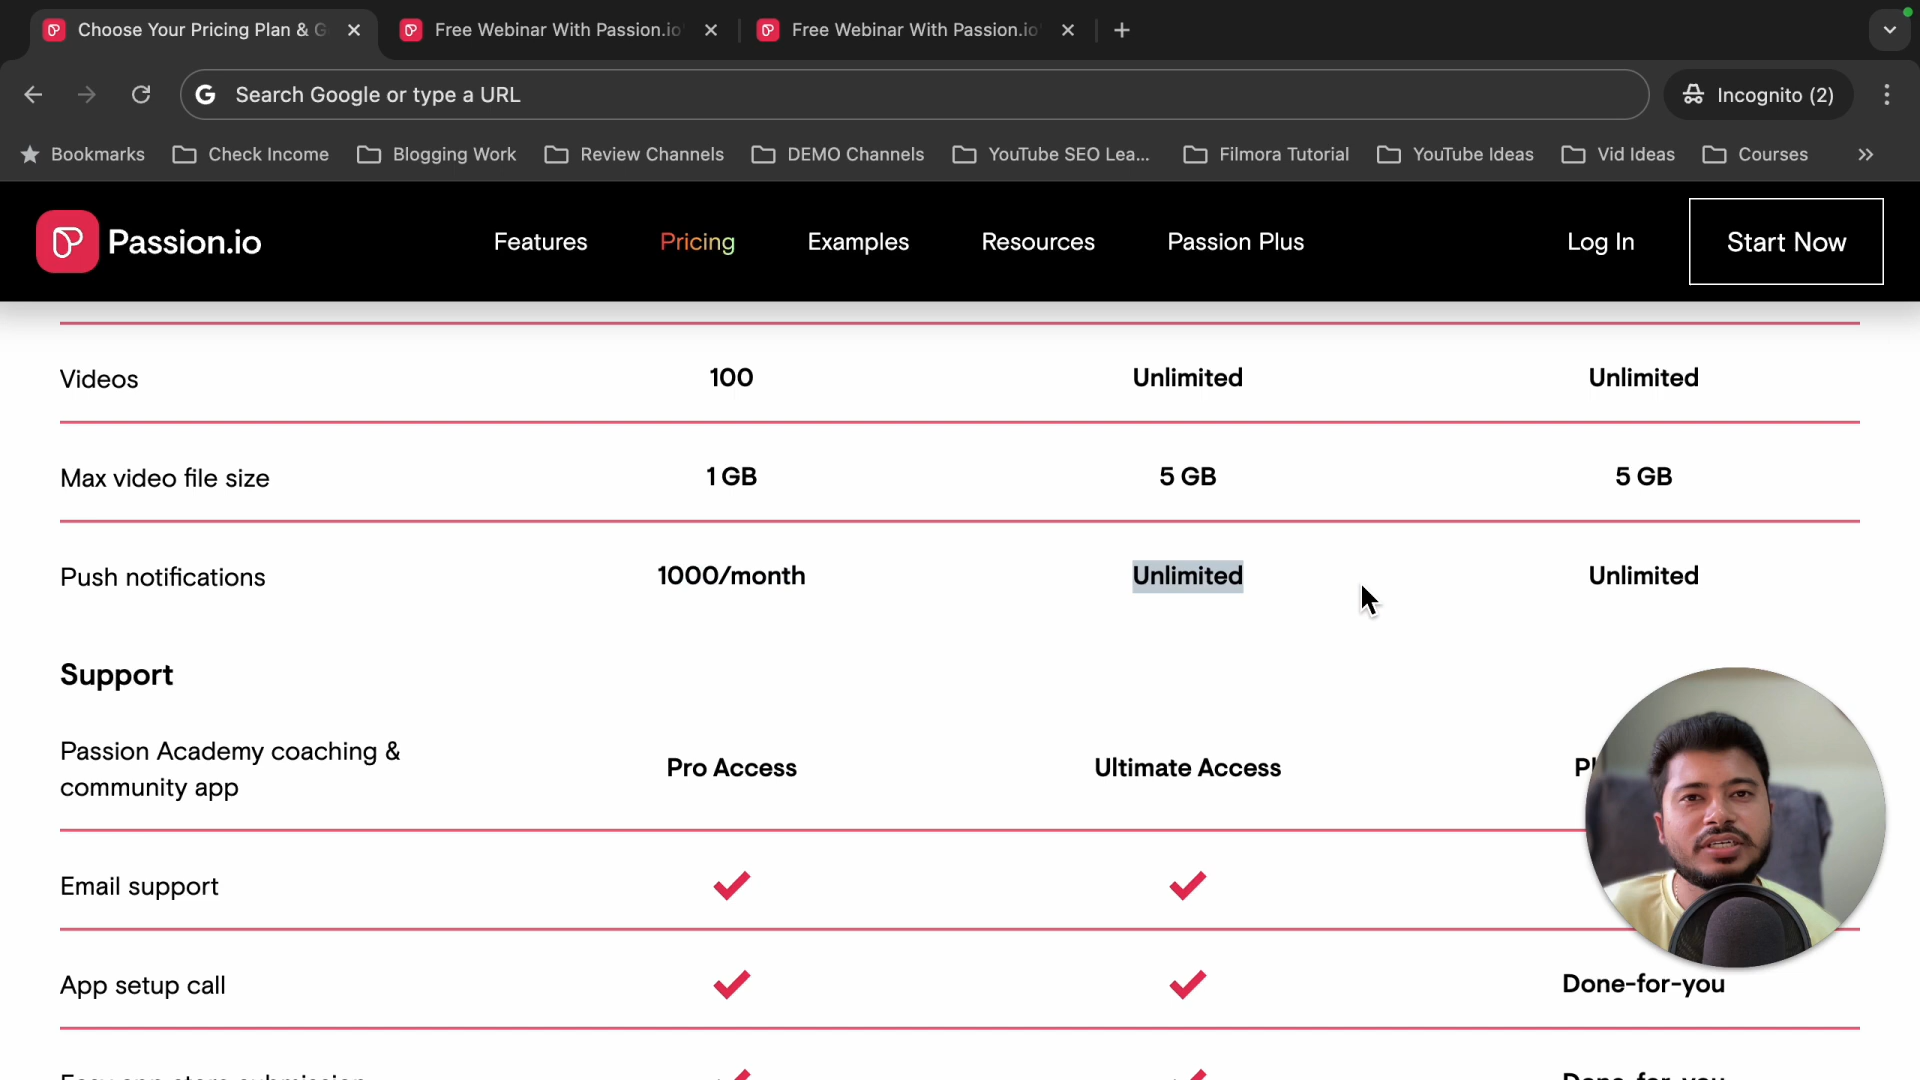 Choose Your Pricing Plan & G
Free Webinar With Passion.io'
Free Webinar With Passion.io'
Search Google or type a URL
Incognito (2)
Bookmarks
Check Income
Blogging Work
Review Channels
DEMO Channels
YouTube SEO Lea...
Filmora Tutorial
YouTube Ideas
Vid Ideas
Courses
Passion.io
Features
Pricing
Examples
Resources
Passion Plus
Log In
Start Now
Videos
100
Unlimited
Unlimited
Max video file size
1 GB
5 GB
5 GB
Push notifications
1000/month
Unlimited
Unlimited
Support
Passion Academy coaching &
community app
Pro Access
Ultimate Access
Email support
App setup call
Done-for-you
Done-for-you